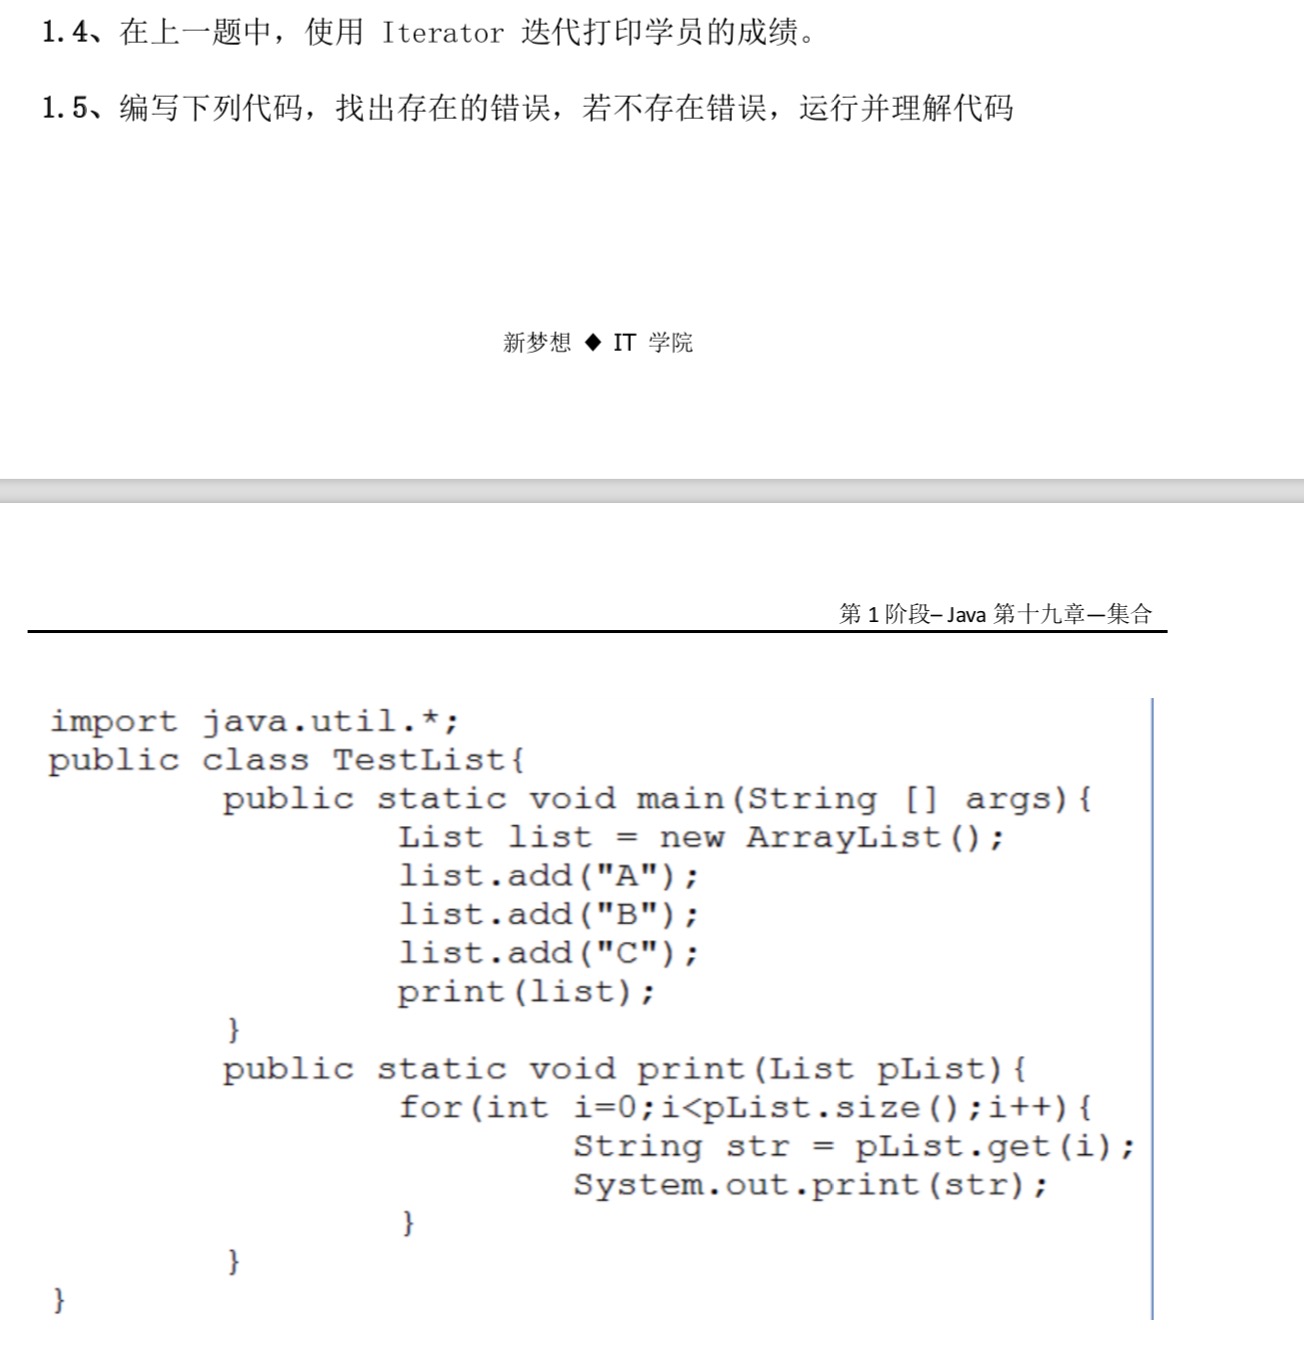 1.4、在上一题中，使用 Iterator 迭代打印学员的成绩。
1.5、编写下列代码，找出存在的错误，若不存在错误，运行并理解代码
新梦想 ◆ IT 学院
第 1 阶段– Java 第十九章—集合
import java.util.*;
public class TestList{
public static void main(String [] args){
List list = new ArrayList();
list.add("A");
list.add("B");
list.add("C");
print(list);
}
public static void print(List pList){
for(int i=0;i<pList.size();i++){
String str = pList.get(i);
System.out.print(str);
}
}
}